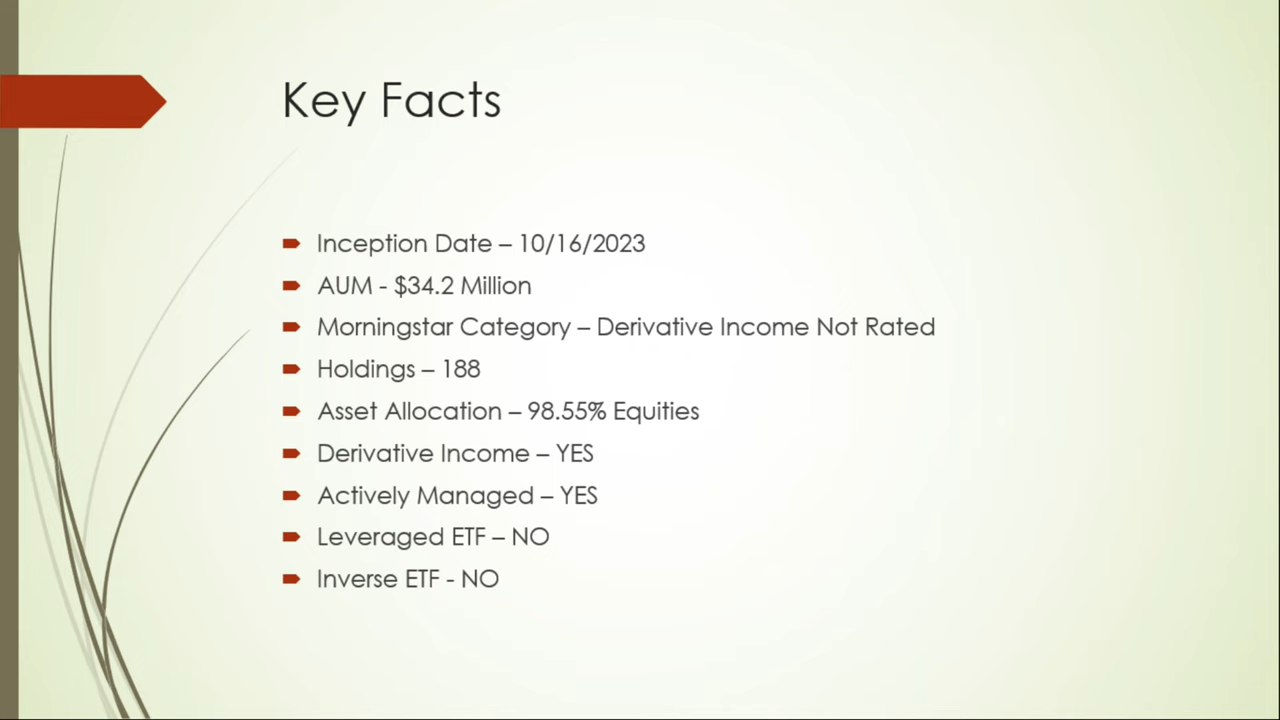 Key Facts
Inception Date – 10/16/2023
AUM - $34.2 Million
Morningstar Category – Derivative Income Not Rated
Holdings – 188
Asset Allocation – 98.55% Equities
Derivative Income – YES
Actively Managed – YES
Leveraged ETF – NO
Inverse ETF - NO